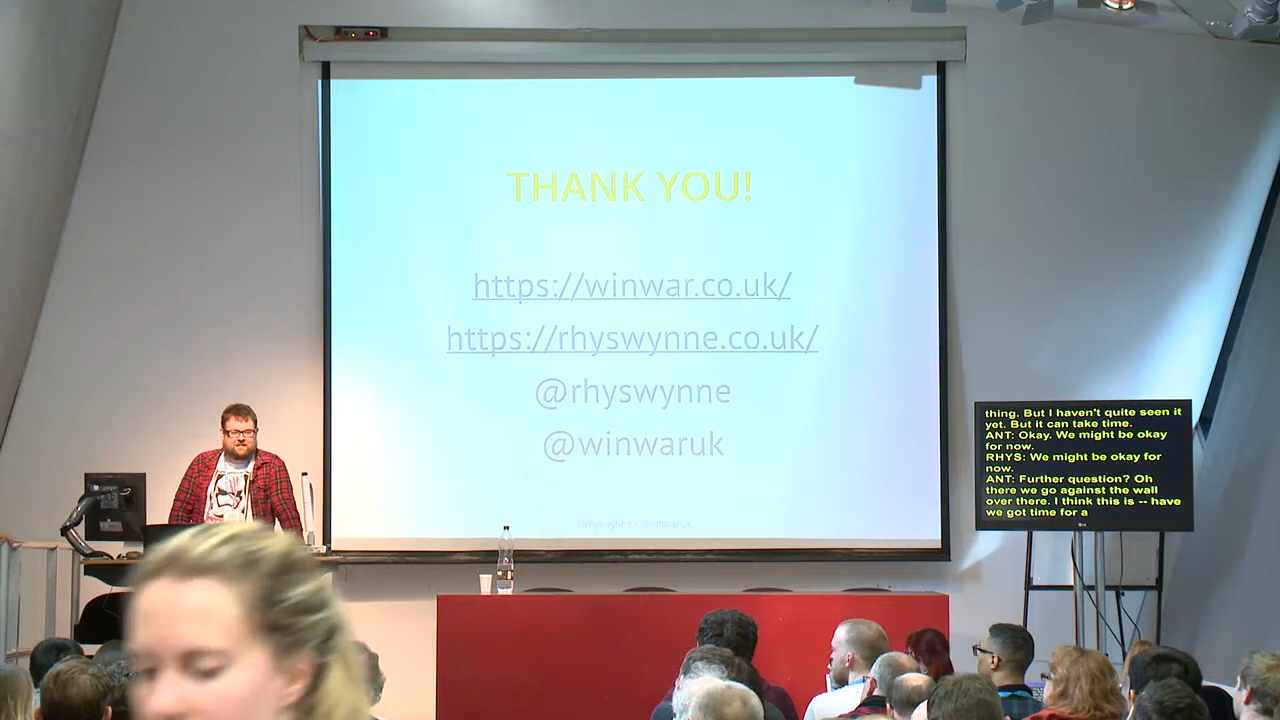 THANK YOU!
https://winwar.co.uk/
https://rhyswynne.co.uk/
@rhyswynne
@winwaruk
@rhyswynne - @winwaruk
thing. But I haven't quite seen it
yet. But it can take time.
ANT: Okay. We might be okay
for now.
RHYS: We might be okay for
now.
ANT: Further question? Oh
there we go against the wall
over there. I think this is -- have
we got time for a
LG